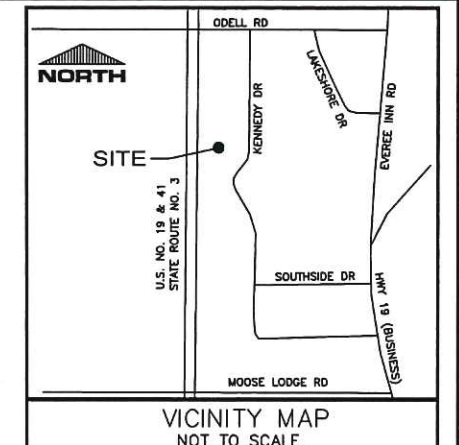 ODELL RD
NORTH
LAKESHORE DR
KENNEDY DR
EVEREE INN RD
SITE
U.S. NO. 19 & 41
STATE ROUTE NO. 3
SOUTHSIDE DR
HWY 19 (BUSINESS)
MOOSE LODGE RD
VICINITY MAP
NOT TO SCALE